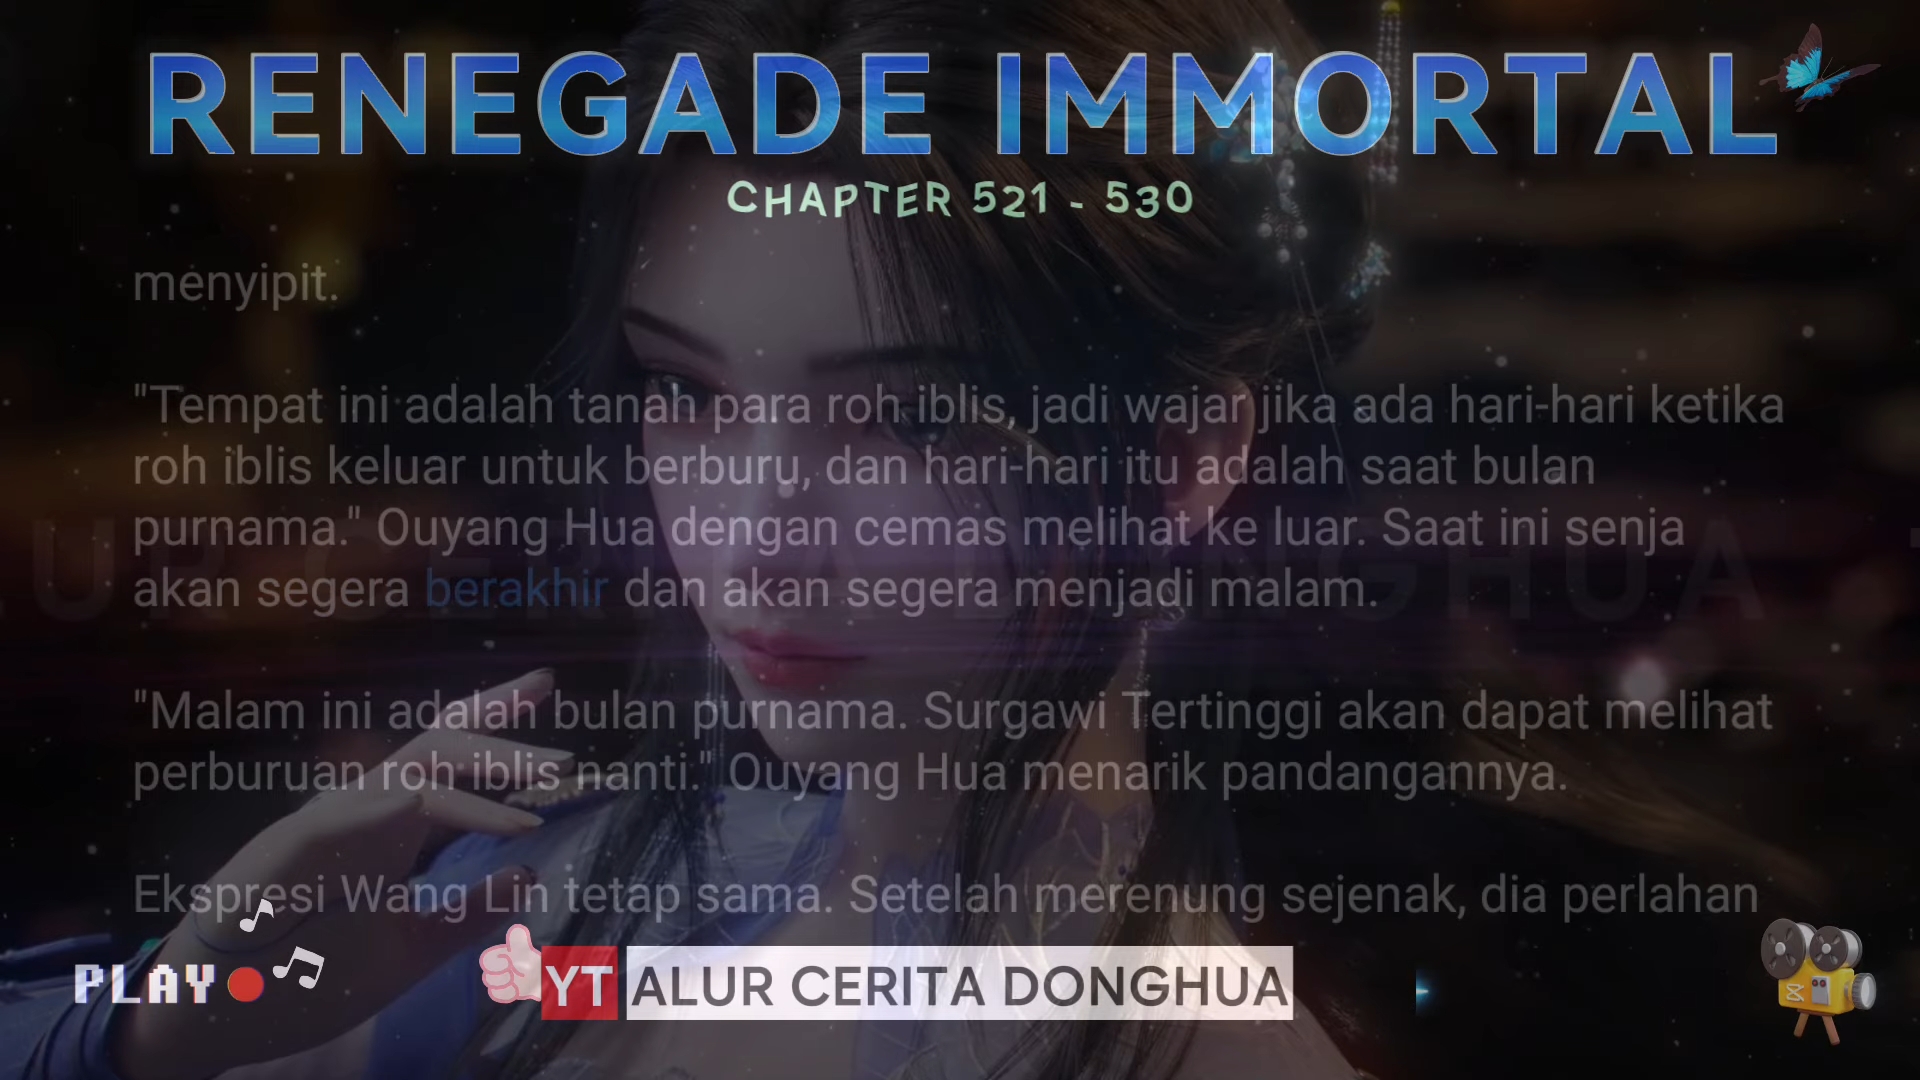 RENEGADE IMMORTAL
CHAPTER 521 - 530
menyipit.
"Tempat ini adalah tanah para roh iblis, jadi wajar jika ada hari-hari ketika
roh iblis keluar untuk berburu, dan hari-hari itu adalah saat bulan
purnama." Ouyang Hua dengan cemas melihat ke luar. Saat ini senja
akan segera berakhir dan akan segera menjadi malam.
"Malam ini adalah bulan purnama. Surgawi Tertinggi akan dapat melihat
perburuan roh iblis nanti." Ouyang Hua menarik pandangannya.
Ekspresi Wang Lin tetap sama. Setelah merenung sejenak, dia perlahan
PLAY
YT ALUR CERITA DONGHUA